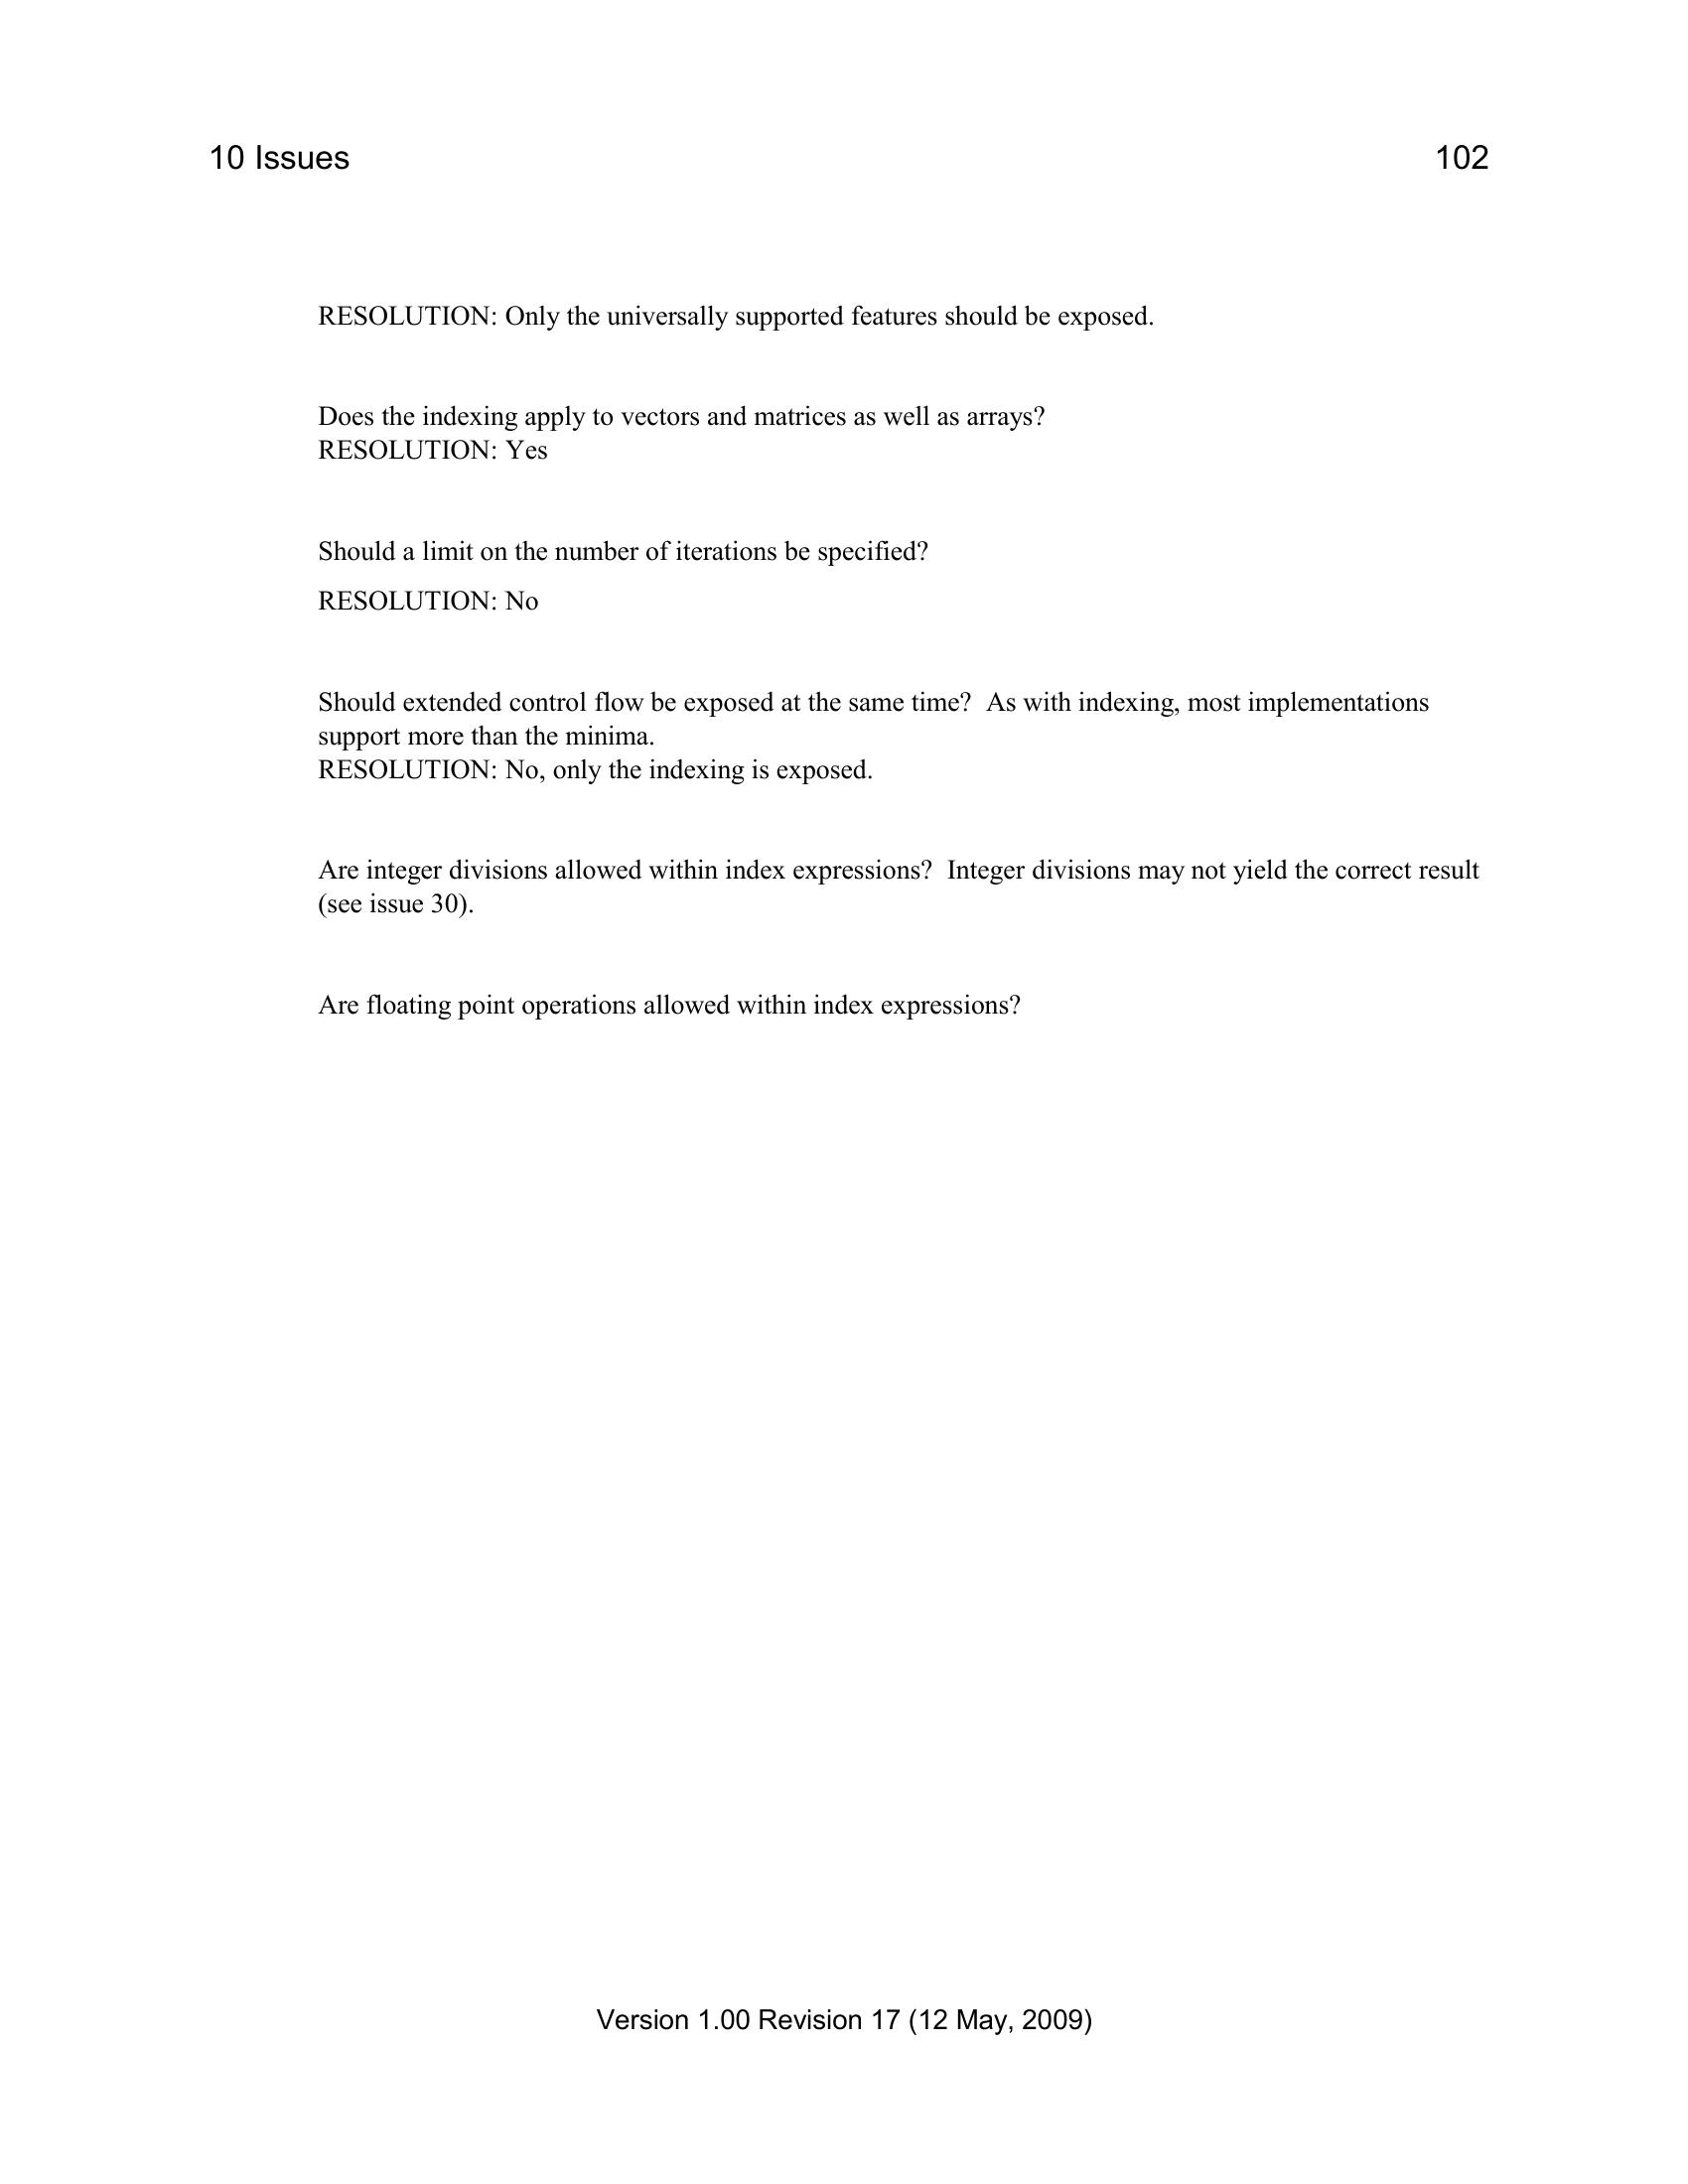 10 Issues 102
RESOLUTION: Only the universally supported features should be exposed.
Does the indexing apply to vectors and matrices as well as arrays?
RESOLUTION: Yes
Should a limit on the number of iterations be specified?
RESOLUTION: No
Should extended control flow be exposed at the same time?  As with indexing, most implementations
support more than the minima.
RESOLUTION: No, only the indexing is exposed.
Are integer divisions allowed within index expressions?  Integer divisions may not yield the correct result
(see issue 30).
Are floating point operations allowed within index expressions?
Version 1.00 Revision 17 (12 May, 2009)